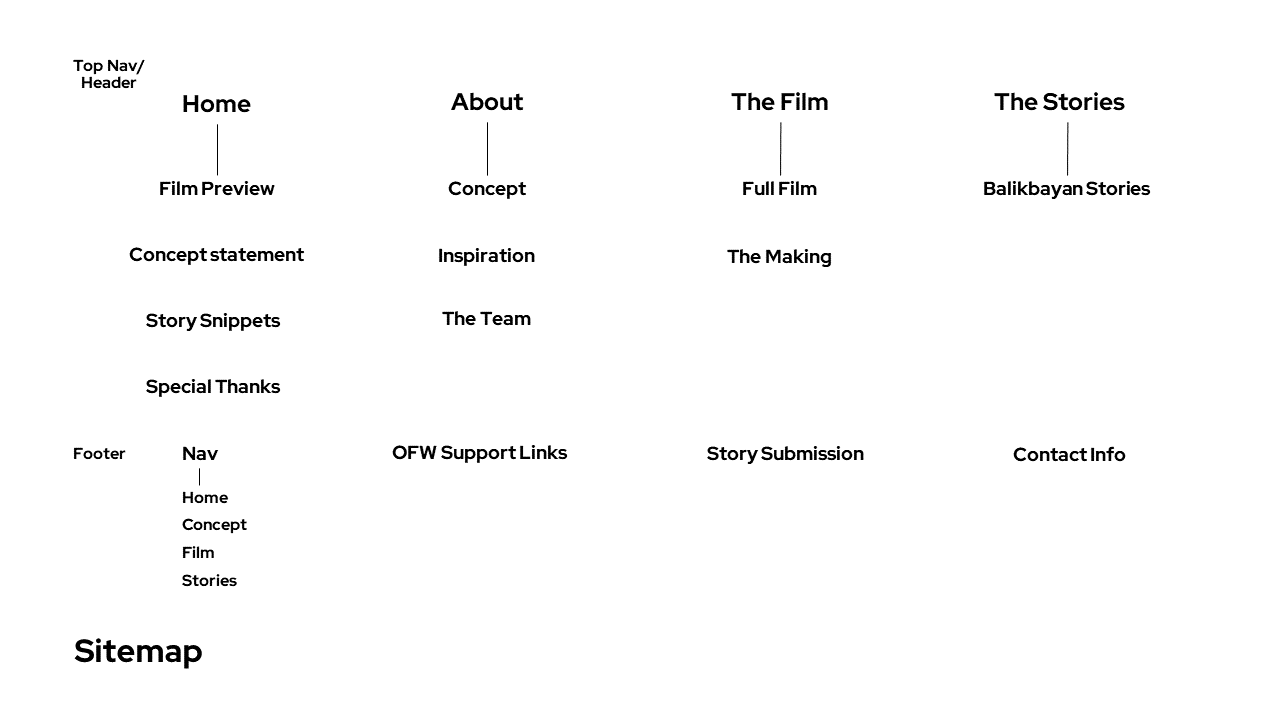 Top Nav/
Header
Home
About
The Film
The Stories
Film Preview
Concept
Full Film
Balikbayan Stories
Concept statement
Inspiration
The Making
Story Snippets
The Team
Special Thanks
Footer
Nav
OFW Support Links
Story Submission
Contact Info
Home
Concept
Film
Stories
Sitemap